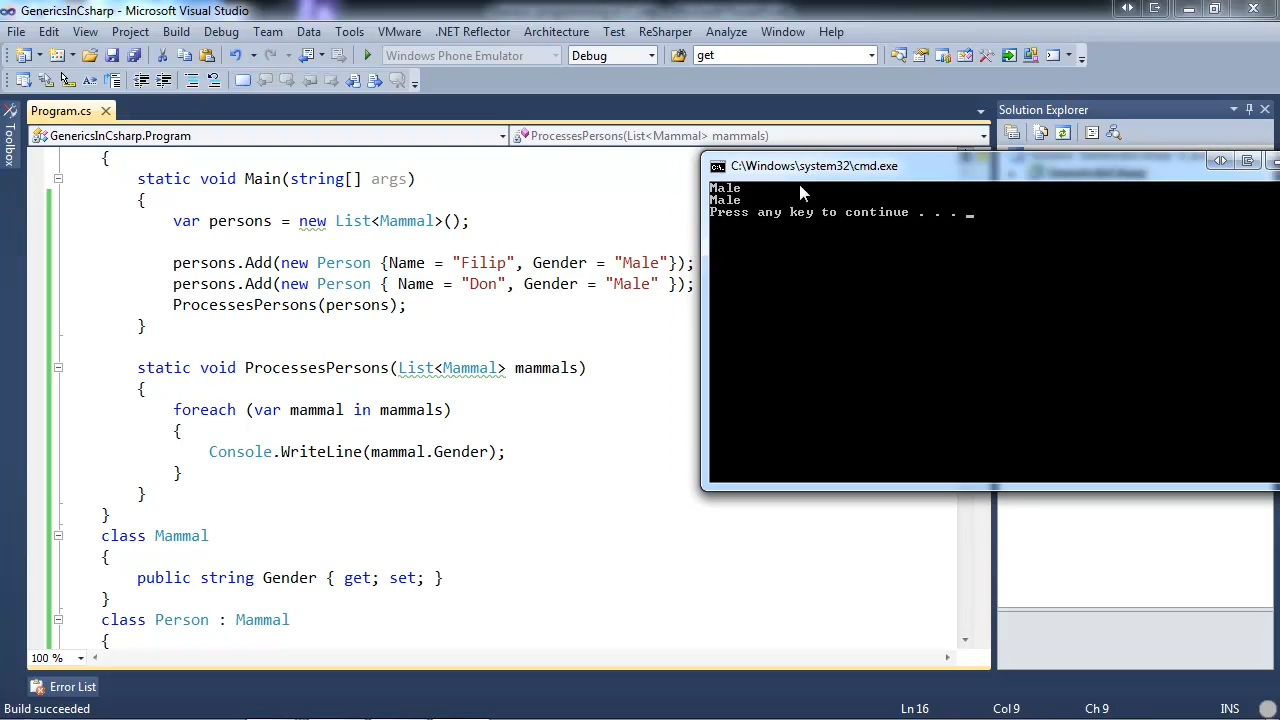 GenericsInCsharp - Microsoft Visual Studio
File Edit View Project Build Debug Team Data Tools VMware .NET Reflector Architecture Test ReSharper Analyze Window Help
Windows Phone Emulator Debug get
Program.cs
Solution Explorer
GenericsInCsharp.Program ProcessesPersons(List<Mammal> mammals)
Toolbox
{
static void Main(string[] args)
{
var persons = new List<Mammal>();
persons.Add(new Person {Name = "Filip", Gender = "Male"});
persons.Add(new Person { Name = "Don", Gender = "Male" });
ProcessesPersons(persons);
}
static void ProcessesPersons(List<Mammal> mammals)
{
foreach (var mammal in mammals)
{
Console.WriteLine(mammal.Gender);
}
}
}
class Mammal
{
public string Gender { get; set; }
}
class Person : Mammal
{
C:\Windows\system32\cmd.exe
Male
Male
Press any key to continue . . . _
100 %
Error List
Build succeeded Ln 16 Col 9 Ch 9 INS